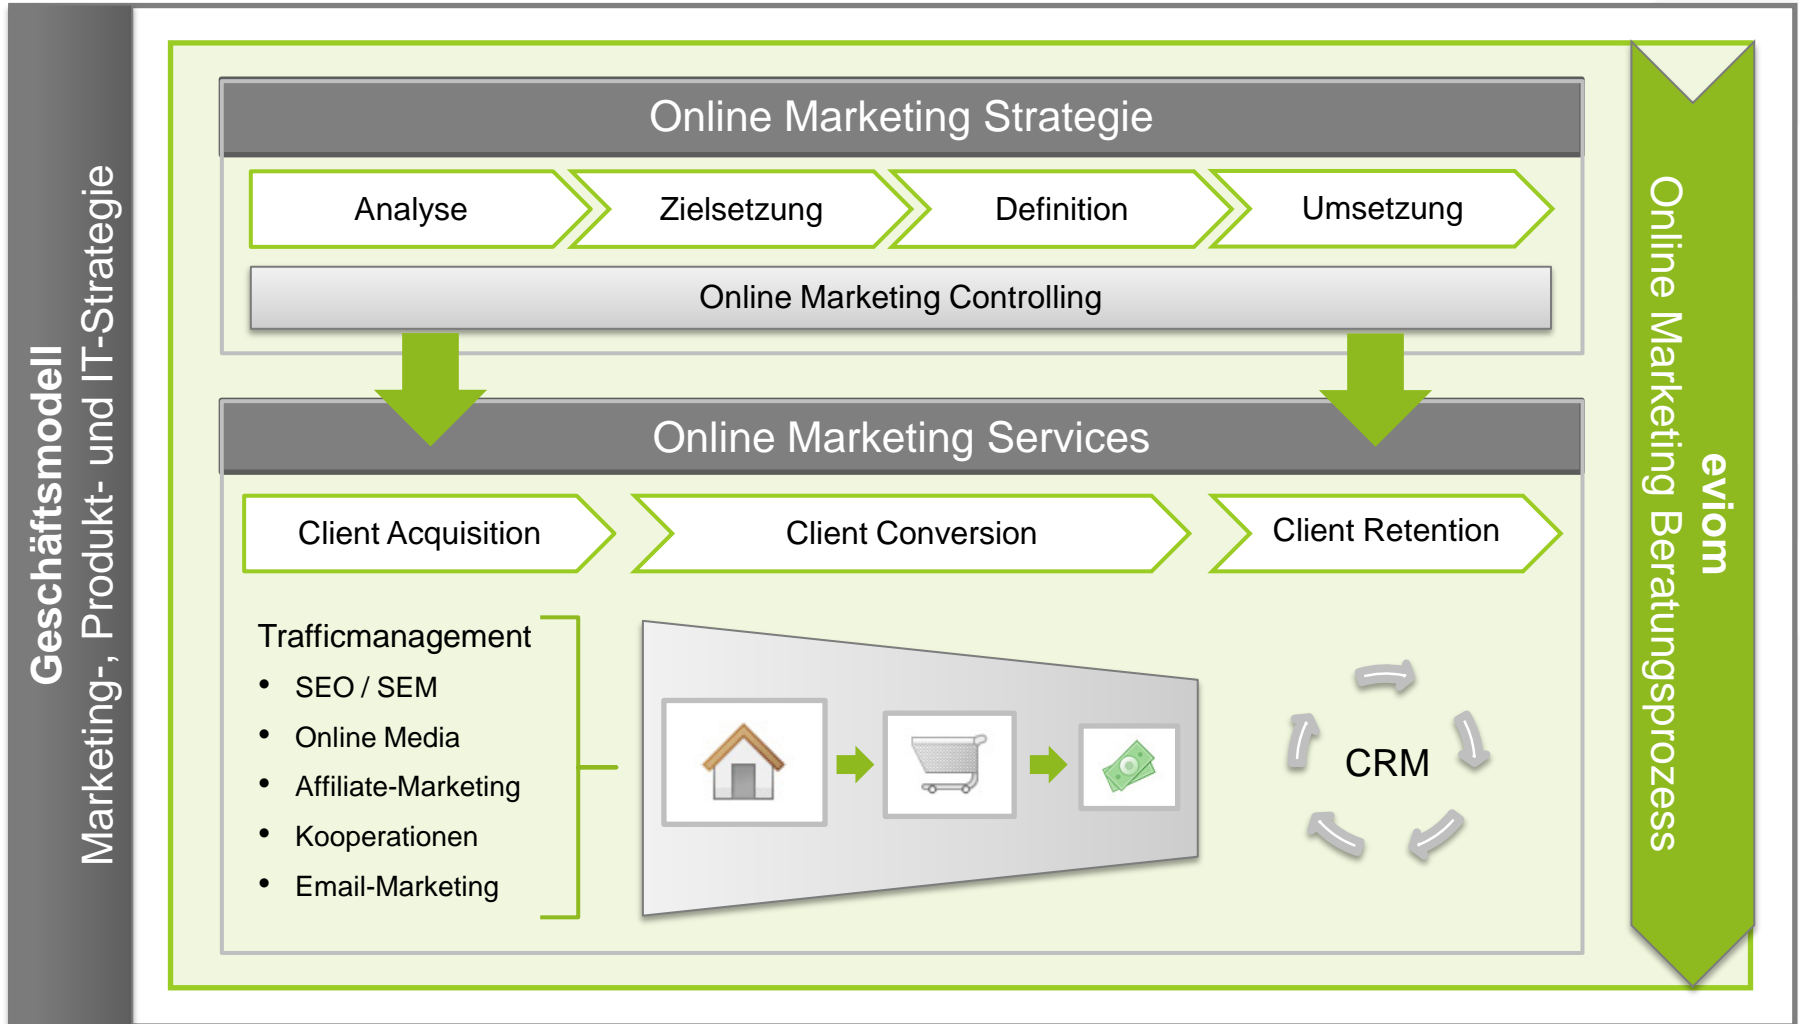 Geschäftsmodell
Marketing-, Produkt- und IT-Strategie
Online Marketing Strategie
Analyse
Zielsetzung
Definition
Umsetzung
Online Marketing Controlling
Online Marketing Services
Client Acquisition
Client Conversion
Client Retention
Trafficmanagement
• SEO / SEM
• Online Media
• Affiliate-Marketing
• Kooperationen
• Email-Marketing
CRM
eviom
Online Marketing Beratungsprozess